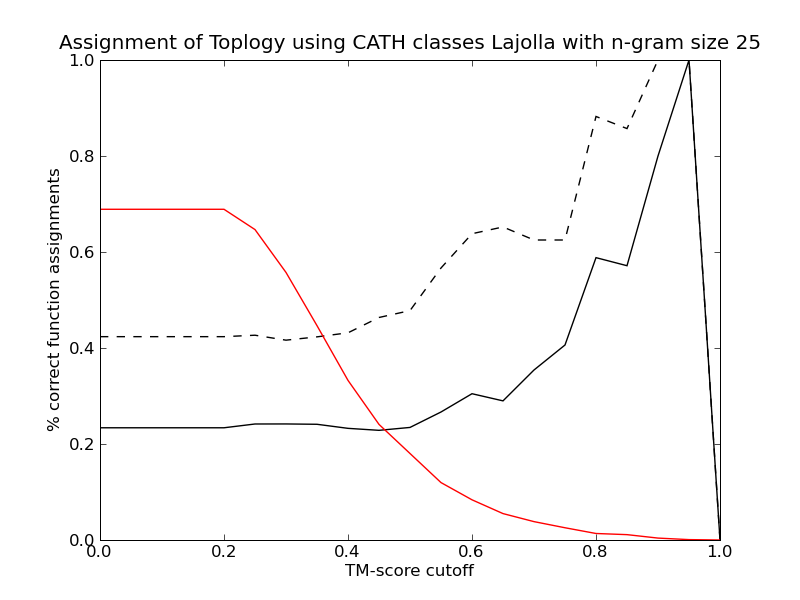 Assignment of Toplogy using CATH classes Lajolla with n-gram size 25
1.0
0.8
0.6
0.4
0.2
0.0
% correct function assignments
0.0 0.2 0.4 0.6 0.8 1.0
TM-score cutoff